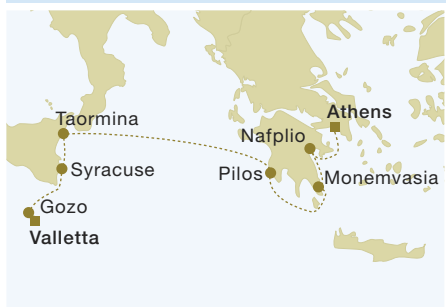 Taormina
Athens
Nafplio
Syracuse
Pilos
Monemvasia
Gozo
Valletta